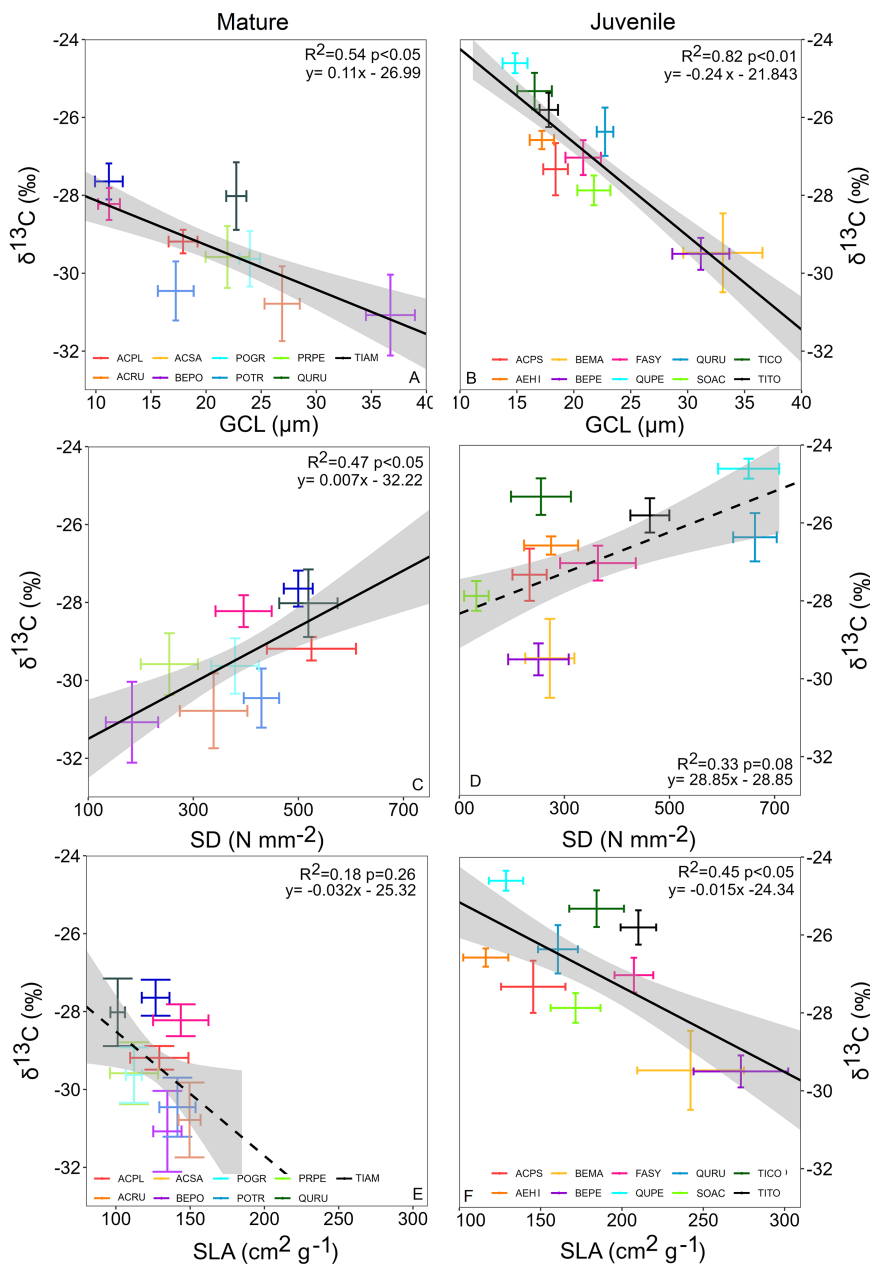 Mature
Juvenile
-24
-26
-28
-30
-32
δ13C (‰)
R2=0.54 p<0.05
y= 0.11x - 26.99
ACPL ACSA POGR PRPE TIAM
ACRU BEPO POTR QURU
A
10 15 20 25 30 35 40
GCL (µm)
R2=0.82 p<0.01
y= -0.24 x - 21.843
ACPS BEMA FASY QURU TICO
AEHI BEPE QUPE SOAC TITO
B
10 15 20 25 30 35 40
GCL (µm)
-24
-26
-28
-30
-32
δ13C (‰)
-24
-26
-28
-30
-32
δ13C (‰)
R2=0.47 p<0.05
y= 0.007x - 32.22
C
100 300 500 700
SD (N mm-2)
R2=0.33 p=0.08
y= 28.85x - 28.85
D
00 300 500 700
SD (N mm-2)
-24
-26
-28
-30
-32
δ13C (‰)
-24
-26
-28
-30
-32
δ13C (‰)
R2=0.18 p=0.26
y= -0.032x - 25.32
ACPL ACSA POGR PRPE TIAM
ACRU BEPO POTR QURU
E
100 150 200 250 300
SLA (cm2 g-1)
R2=0.45 p<0.05
y= -0.015x -24.34
ACPS BEMA FASY QURU TICO
AEHI BEPE QUPE SOAC TITO
F
100 150 200 250 300
SLA (cm2 g-1)
-24
-26
-28
-30
-32
δ13C (‰)